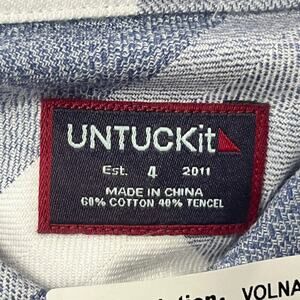 UNTUCKit
Est. 4 2011
MADE IN CHINA
60% COTTON 40% TENCEL
VOLNA